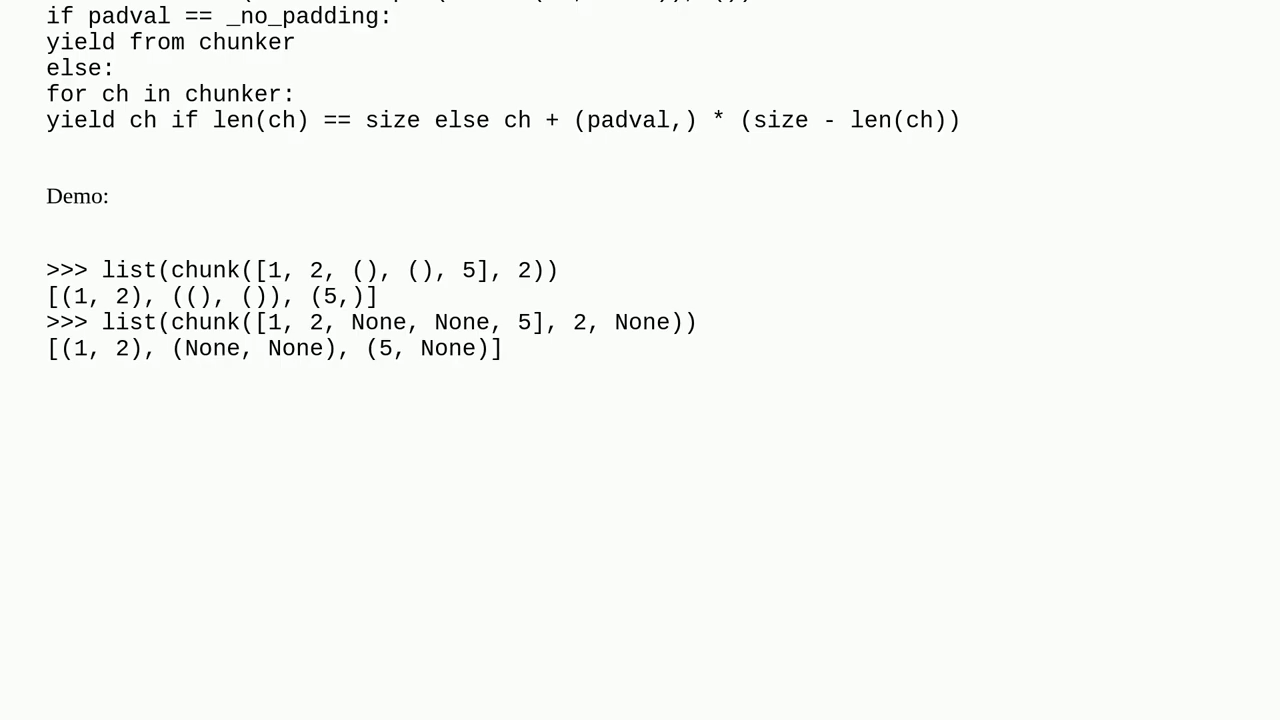 if padval == _no_padding:
yield from chunker
else:
for ch in chunker:
yield ch if len(ch) == size else ch + (padval,) * (size - len(ch))
Demo:
>>> list(chunk([1, 2, (), (), 5], 2))
[(1, 2), ((), ()), (5,)]
>>> list(chunk([1, 2, None, None, 5], 2, None))
[(1, 2), (None, None), (5, None)]